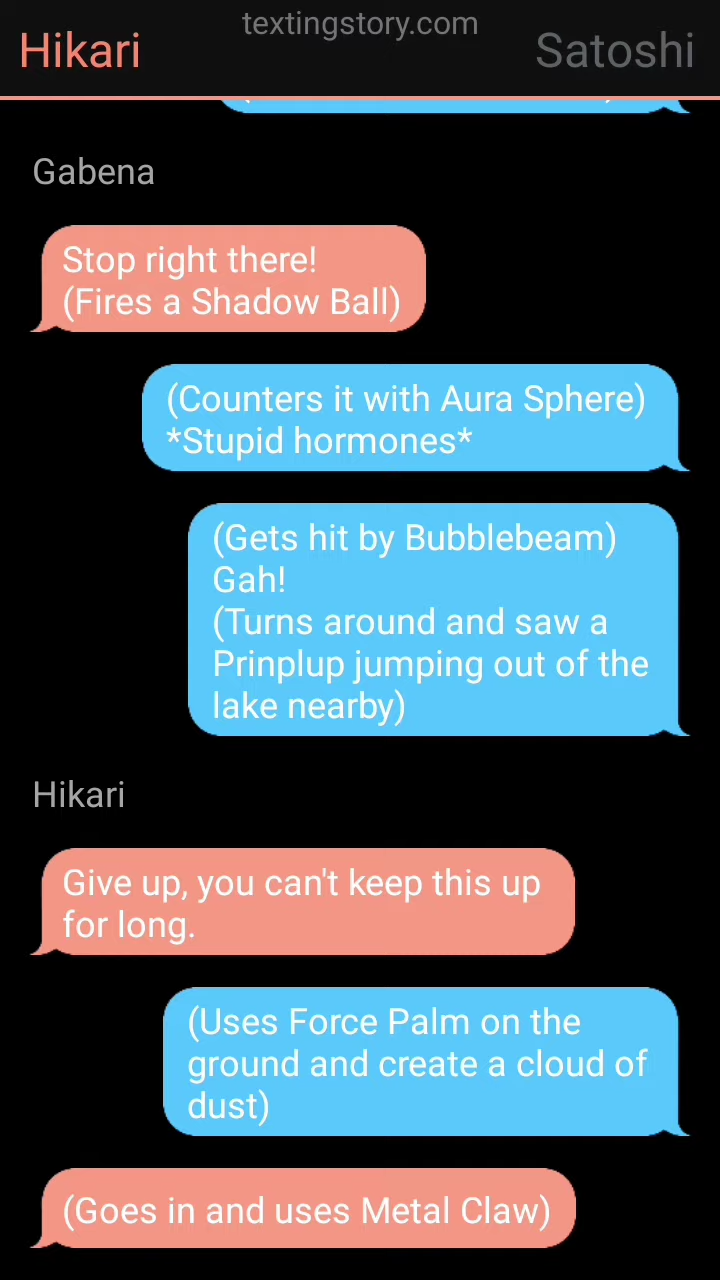 textingstory.com
Hikari
Satoshi
Gabena
Stop right there!
(Fires a Shadow Ball)
(Counters it with Aura Sphere)
*Stupid hormones*
(Gets hit by Bubblebeam)
Gah!
(Turns around and saw a
Prinplup jumping out of the
lake nearby)
Hikari
Give up, you can't keep this up
for long.
(Uses Force Palm on the
ground and create a cloud of
dust)
(Goes in and uses Metal Claw)